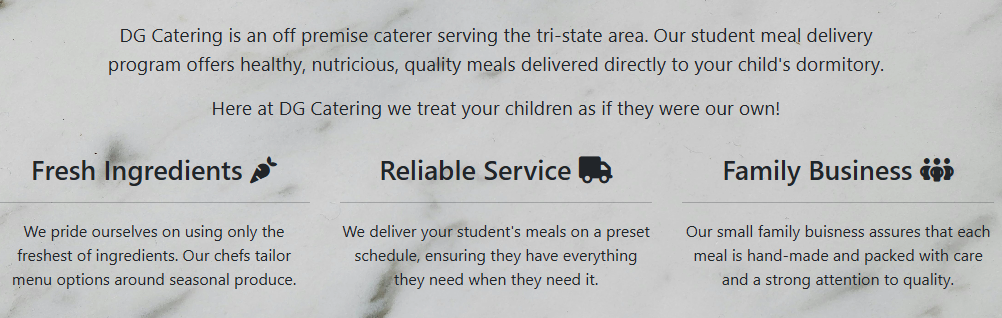 DG Catering is an off premise caterer serving the tri-state area. Our student meal delivery
program offers healthy, nutricious, quality meals delivered directly to your child's dormitory.
Here at DG Catering we treat your children as if they were our own!
Fresh Ingredients
We pride ourselves on using only the
freshest of ingredients. Our chefs tailor
menu options around seasonal produce.
Reliable Service
We deliver your student's meals on a preset
schedule, ensuring they have everything
they need when they need it.
Family Business
Our small family buisness assures that each
meal is hand-made and packed with care
and a strong attention to quality.